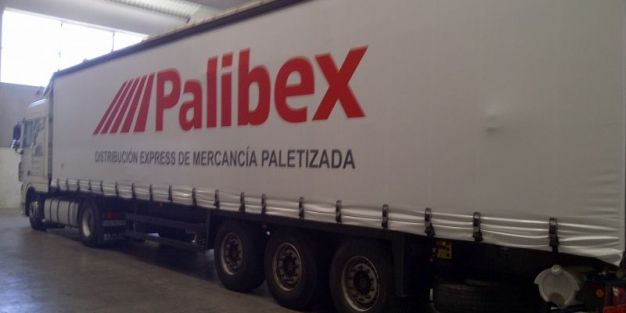 Palibex
DISTRIBUCIÓN EXPRESS DE MERCANCÍA PALETIZADA